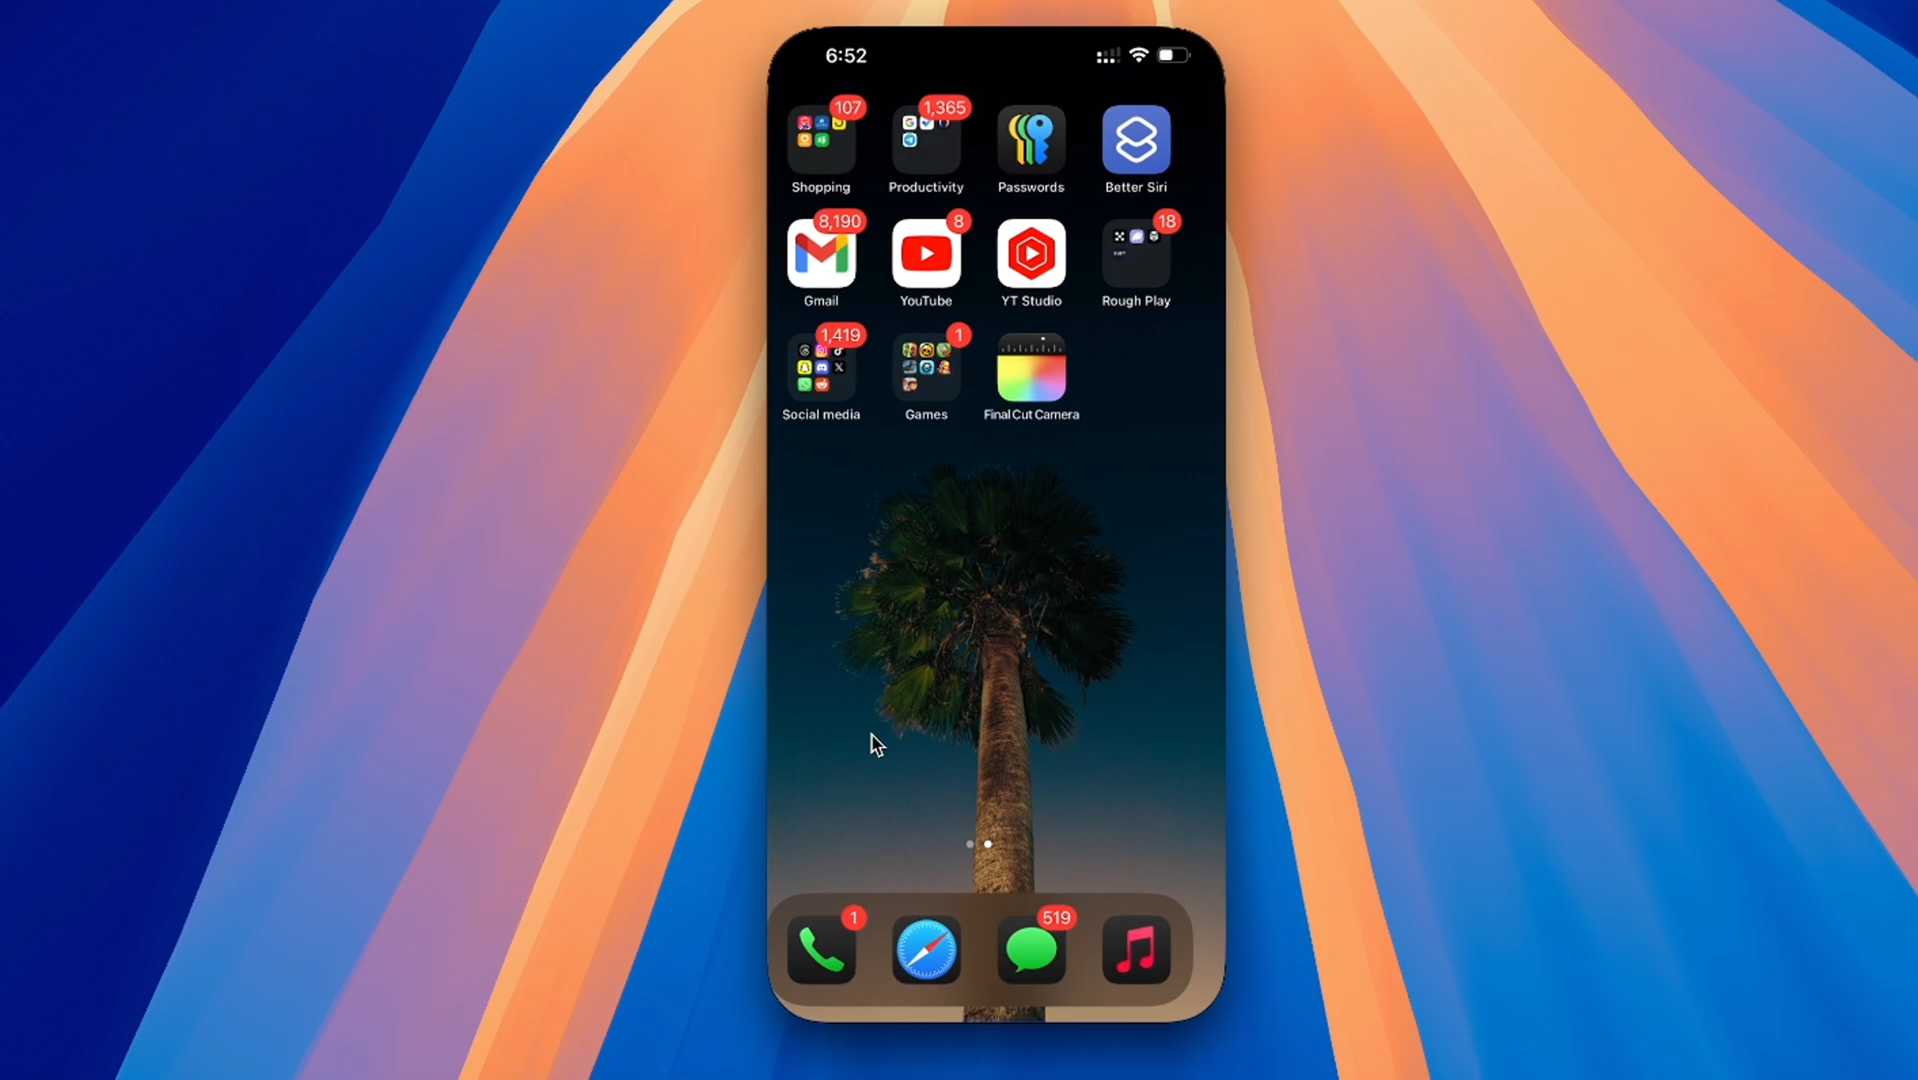 6:52
107
1,365
Shopping
Productivity
Passwords
Better Siri
8,190
8
18
Gmail
YouTube
YT Studio
Rough Play
1,419
1
Social media
Games
Final Cut Camera
1
519